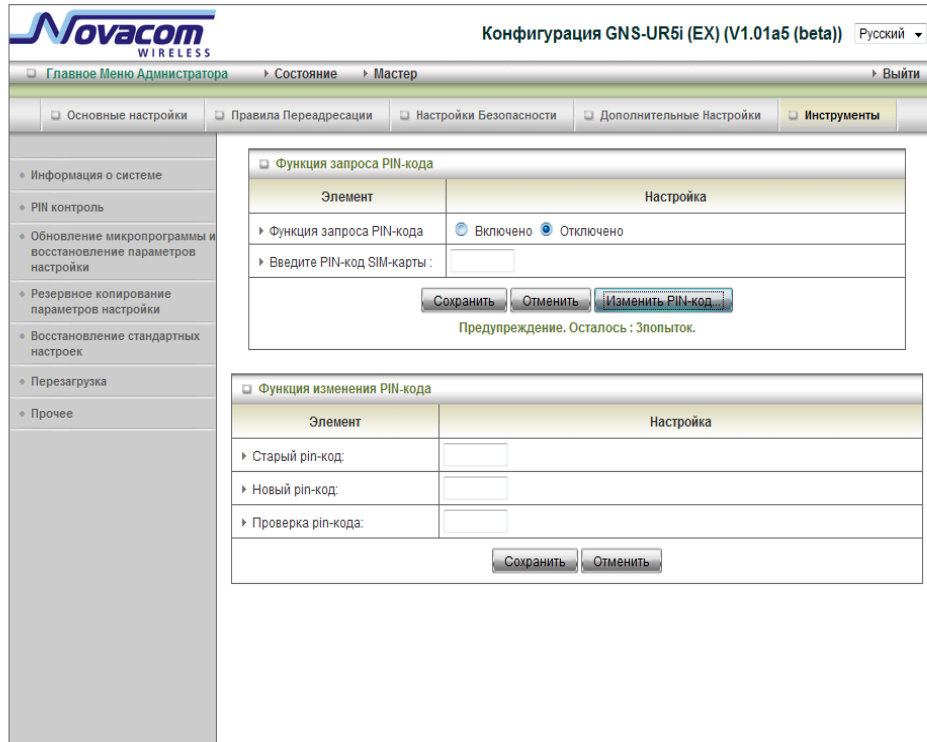 Novacom
WIRELESS
Конфигурация GNS-UR5i (EX) (V1.01a5 (beta))
Русский
Главное Меню Адмнистратора
Состояние
Мастер
Выйти
Основные настройки
Правила Переадресации
Настройки Безопасности
Дополнительные Настройки
Инструменты
Информация о системе
PIN контроль
Обновление микропрограммы и
восстановление параметров
настройки
Резервное копирование
параметров настройки
Восстановление стандартных
настроек
Перезагрузка
Прочее
Функция запроса PIN-кода
Элемент
Настройка
Функция запроса PIN-кода
Включено
Отключено
Введите PIN-код SIM-карты :
Сохранить
Отменить
Изменить PIN-код...
Предупреждение. Осталось : 3попыток.
Функция изменения PIN-кода
Элемент
Настройка
Старый pin-код:
Новый pin-код:
Проверка pin-кода:
Сохранить
Отменить